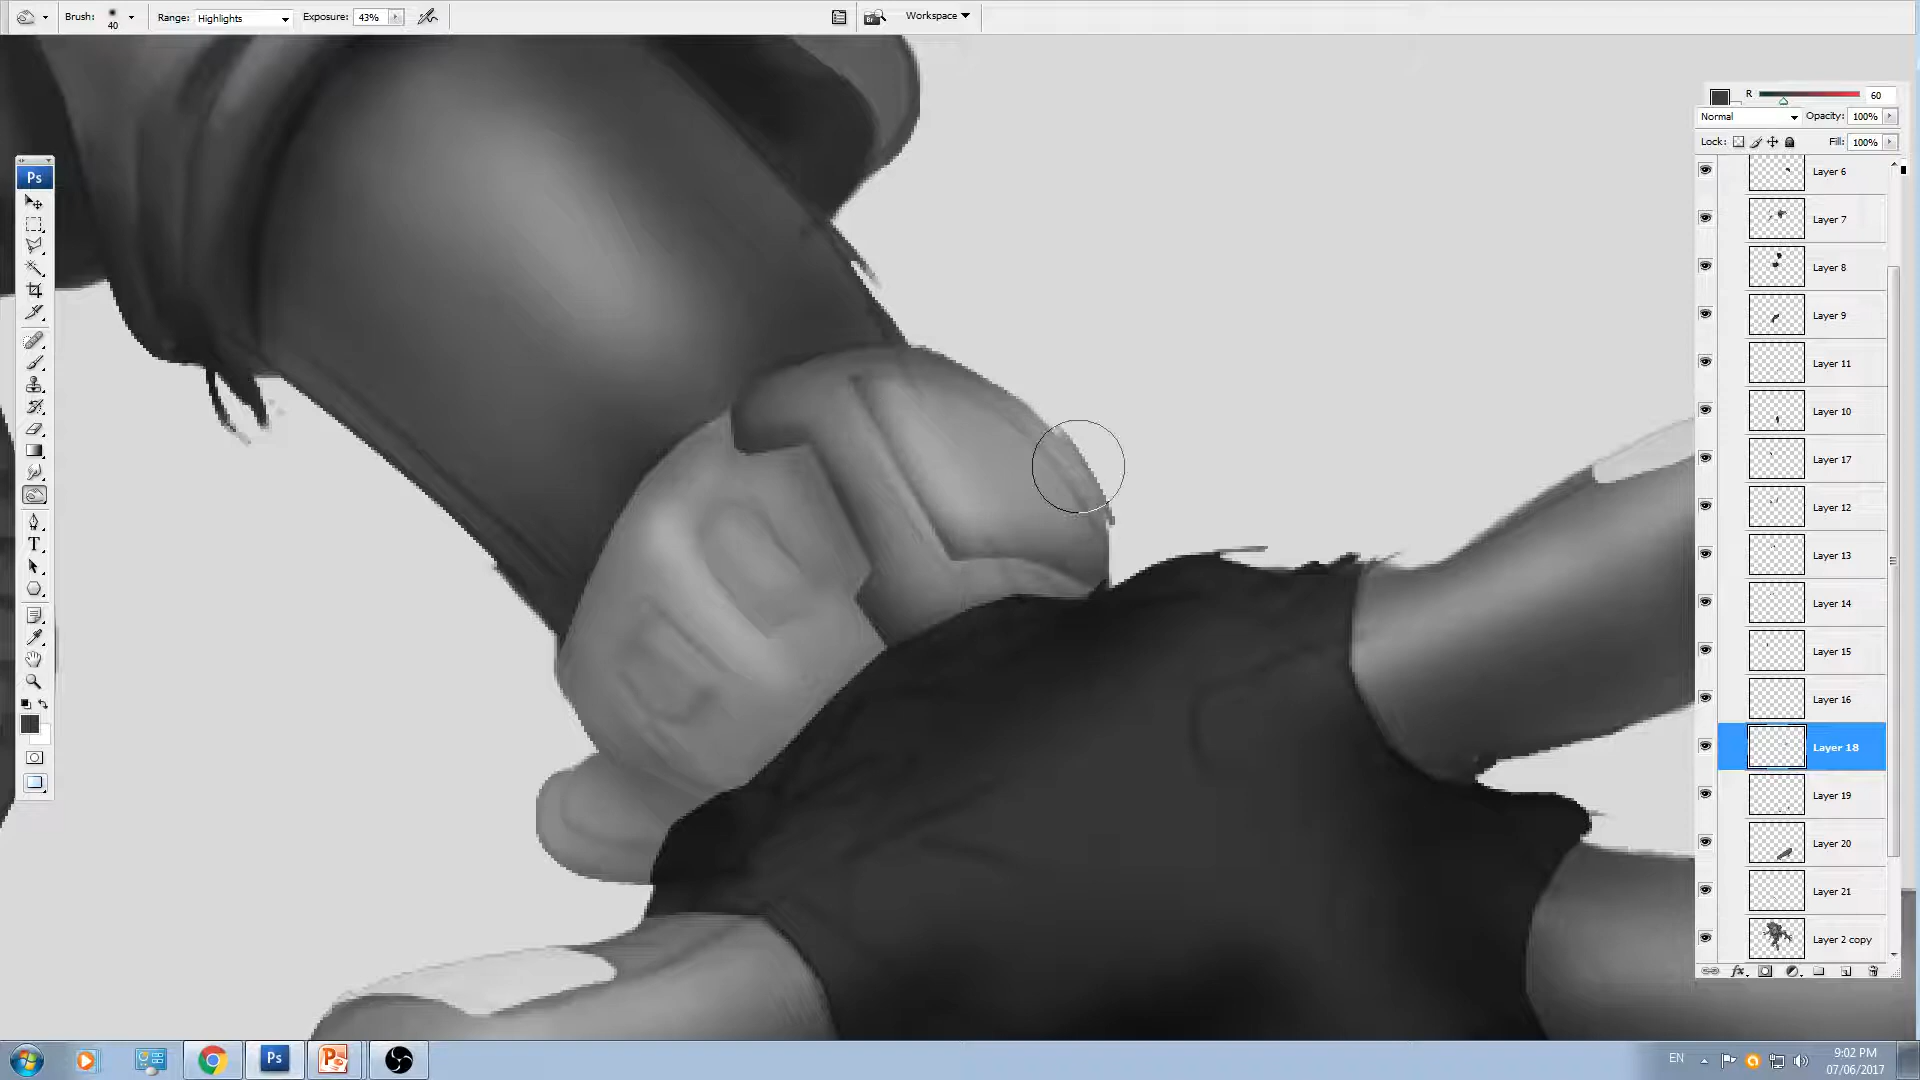 Brush: 40 Range: Highlights Exposure: 43% Br Workspace
R 60
Normal Opacity: 100%
Lock: Fill: 100%
Ps
Layer 6
Layer 7
Layer 8
Layer 9
Layer 11
Layer 10
Layer 17
Layer 12
Layer 13
Layer 14
Layer 15
Layer 16
Layer 18
Layer 19
Layer 20
Layer 21
Layer 2 copy
T
fx
Ps P EN 9:02 PM
07/06/2017